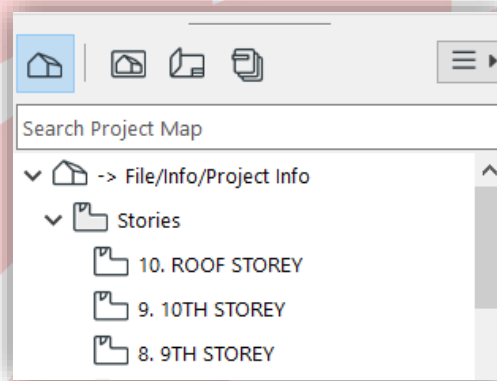 Search Project Map
-> File/Info/Project Info
Stories
10. ROOF STOREY
9. 10TH STOREY
8. 9TH STOREY